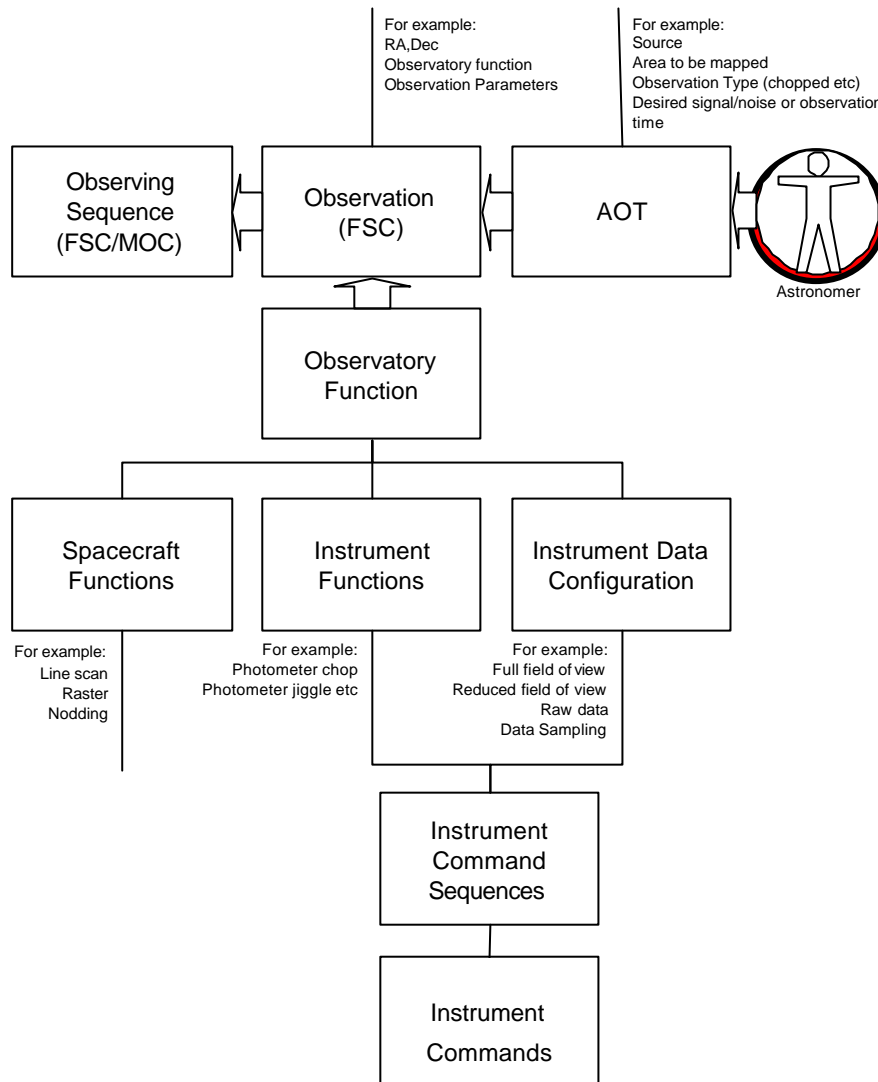 For example:
RA,Dec
Observatory function
Observation Parameters
For example:
Source
Area to be mapped
Observation Type (chopped etc)
Desired signal/noise or observation
time
Observing
Sequence
(FSC/MOC)
Observation
(FSC)
AOT
Astronomer
Observatory
Function
Spacecraft
Functions
Instrument
Functions
Instrument Data
Configuration
For example:
Line scan
Raster
Nodding
For example:
Photometer chop
Photometer jiggle etc
For example:
Full field of view
Reduced field of view
Raw data
Data Sampling
Instrument
Command
Sequences
Instrument
Commands